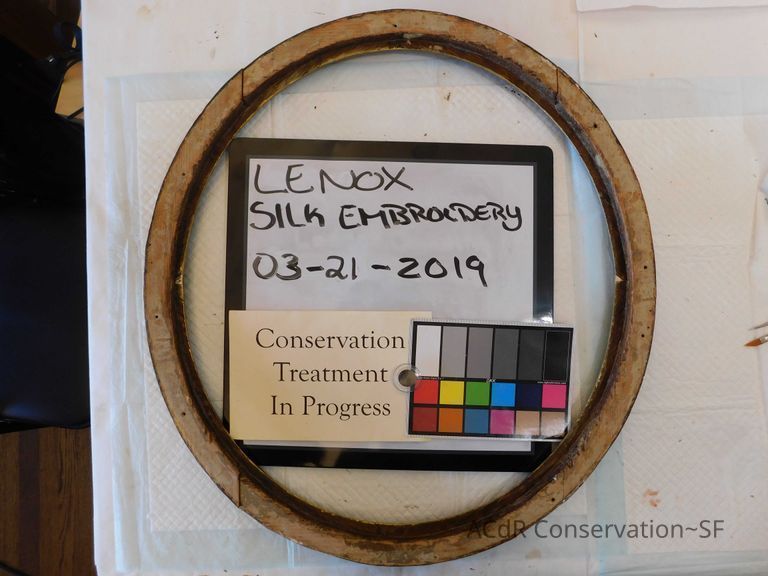 LENOX
SILK EMBROIDERY
03-21-2019
Conservation
Treatment
In Progress
ACdR Conservation~SF